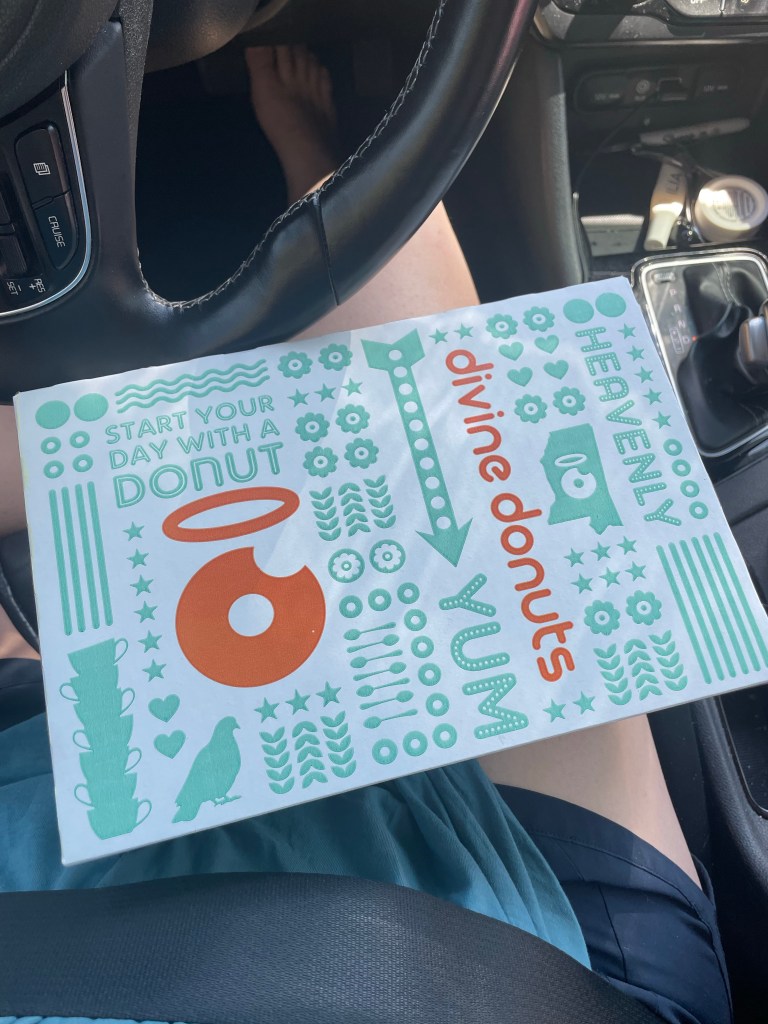 CRUISE
RES
+
-
SET
START YOUR
DAY WITH A
DONUT
divine donuts
HEAVENLY
YUM